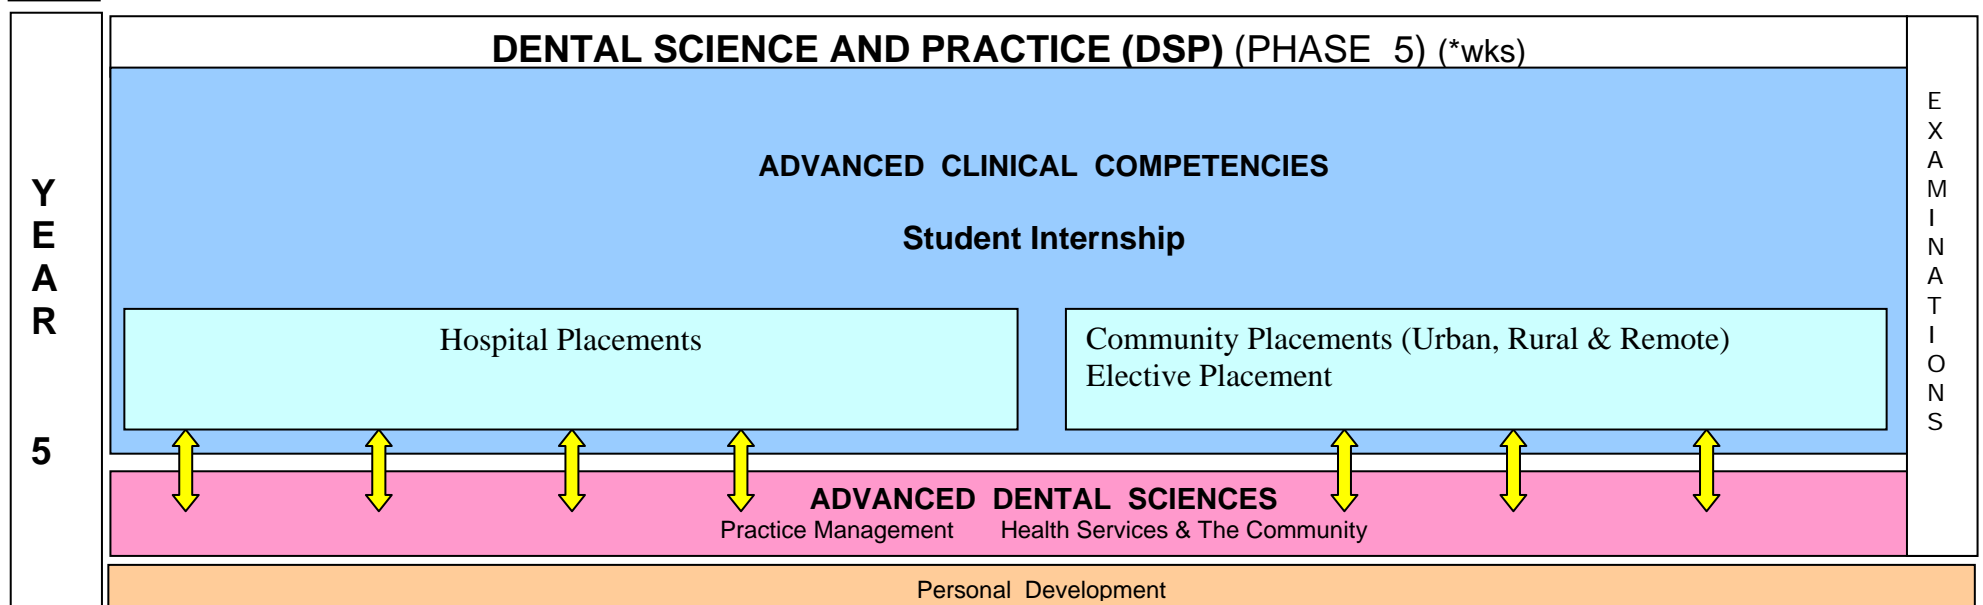 YEAR 5
DENTAL SCIENCE AND PRACTICE (DSP) (PHASE 5) (*wks)
ADVANCED CLINICAL COMPETENCIES
Student Internship
Hospital Placements
Community Placements (Urban, Rural & Remote)
Elective Placement
ADVANCED DENTAL SCIENCES
Practice Management Health Services & The Community
Personal Development
EXAMINATIONS